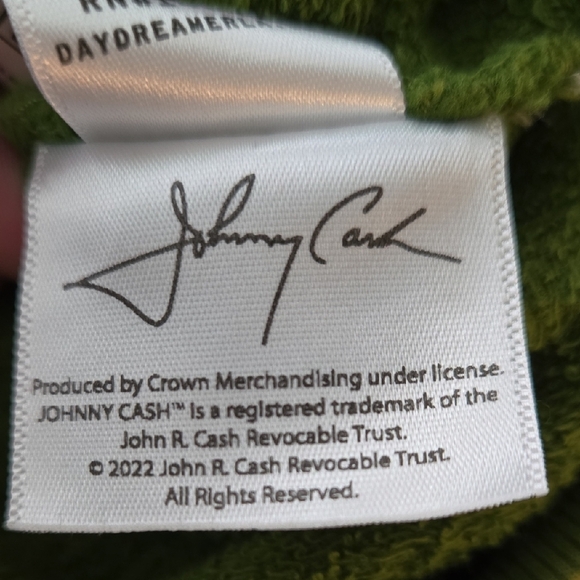 DAYDREAMER
Johnny Cash
Produced by Crown Merchandising under license.
JOHNNY CASH™ is a registered trademark of the
John R. Cash Revocable Trust.
© 2022 John R. Cash Revocable Trust.
All Rights Reserved.